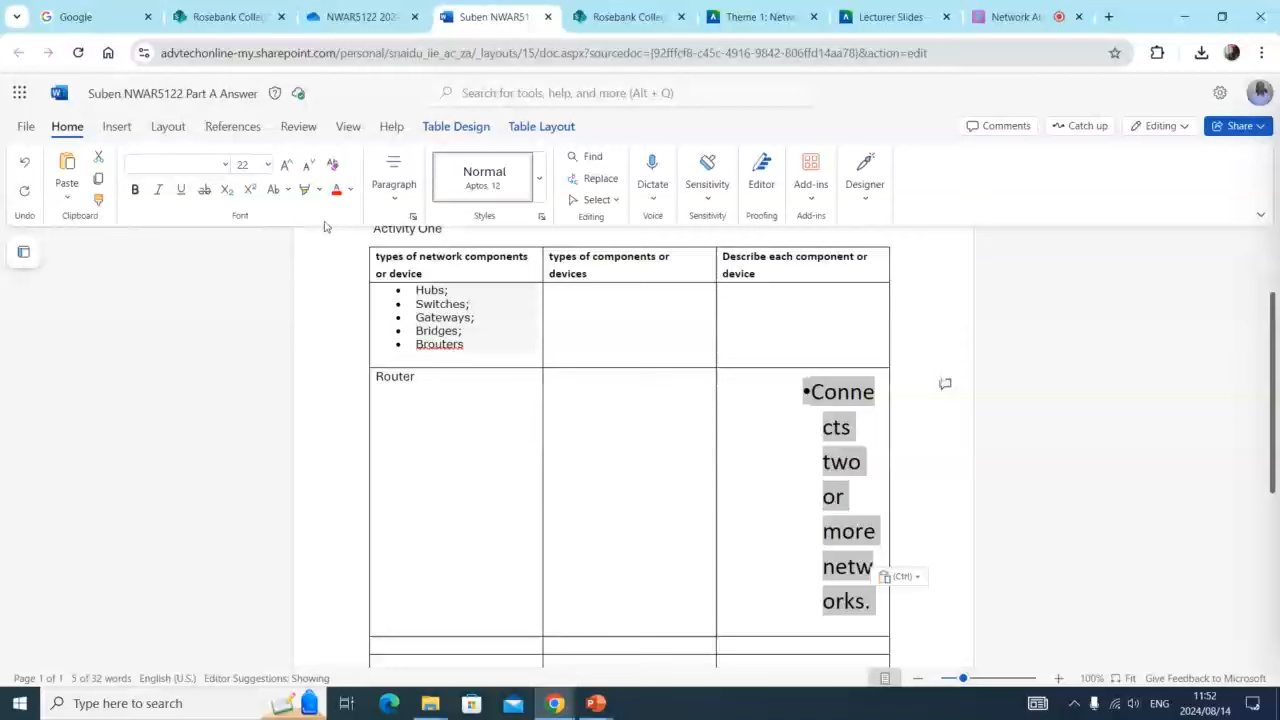 Google
Rosebank Colleg
NWAR5122 202
Suben NWAR51
Rosebank Colleg
Theme 1: Netw
Lecturer Slides –
Network A
advtechonline-my.sharepoint.com/personal/snaidu_iie_ac_za/_layouts/15/doc.aspx?sourcedoc={92fffcf8-c45c-4916-9842-806ffd14aa78}&action=edit
Suben NWAR5122 Part A Answer
Search for tools, help, and more (Alt + Q)
File Home Insert Layout References Review View Help Table Design Table Layout
Comments Catch up Editing Share
22
Paste
Paragraph
Normal
Aptos, 12
Find
Replace
Select
Dictate
Sensitivity
Editor
Add-ins
Designer
Undo Clipboard Font Styles Editing Voice Sensitivity Proofing Add-ins
Activity One
types of network components
or device
types of components or
devices
Describe each component or
device
• Hubs;
• Switches;
• Gateways;
• Bridges;
• Brouters
Router
•Conne
cts
two
or
more
netw
orks.
(Ctrl)
Page 1 of 1 5 of 32 words English (U.S.) Editor Suggestions: Showing
100% Fit Give Feedback to Microsoft
Type here to search
ENG
11:52
2024/08/14